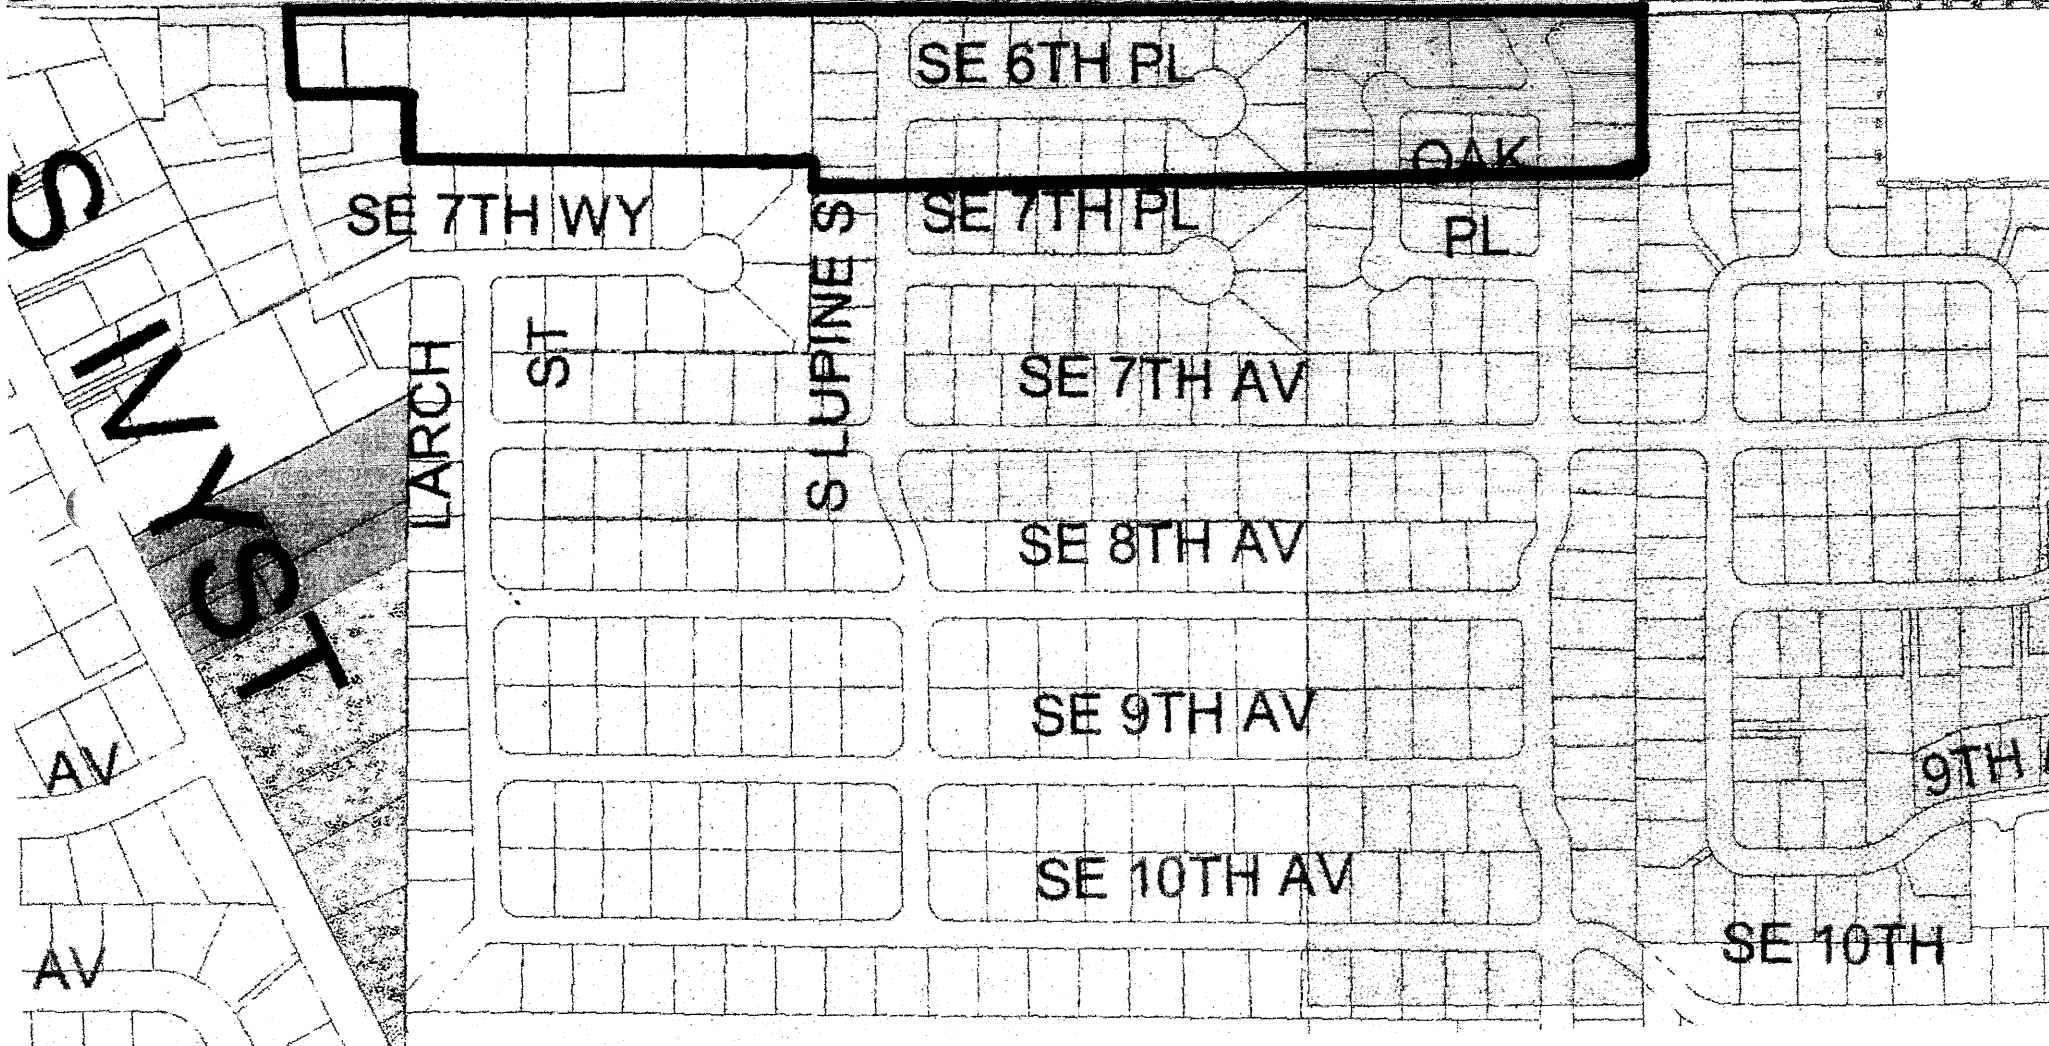 SE 6TH PL
OAK
PL
SE 7TH WY
SE 7TH PL
S IVY ST
LARCH
ST
S LUPINE S
SE 7TH AV
SE 8TH AV
SE 9TH AV
AV
9TH
SE 10TH AV
AV
SE 10TH